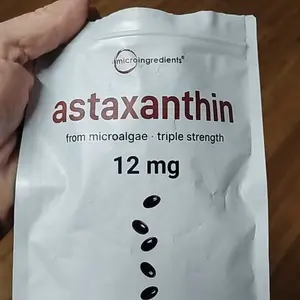 microingredients®
astaxanthin
from microalgae · triple strength
12 mg